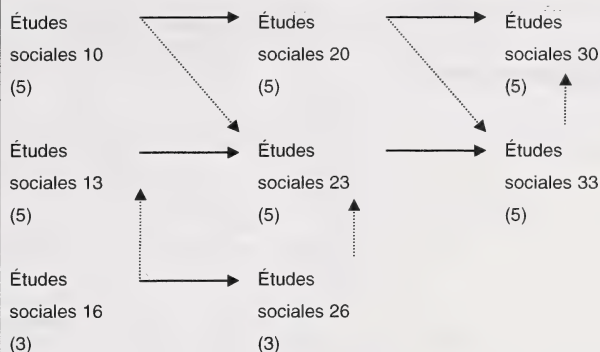 Études
sociales 10
(5)
Études
sociales 20
(5)
Études
sociales 30
(5)
Études
sociales 13
(5)
Études
sociales 23
(5)
Études
sociales 33
(5)
Études
sociales 16
(3)
Études
sociales 26
(3)